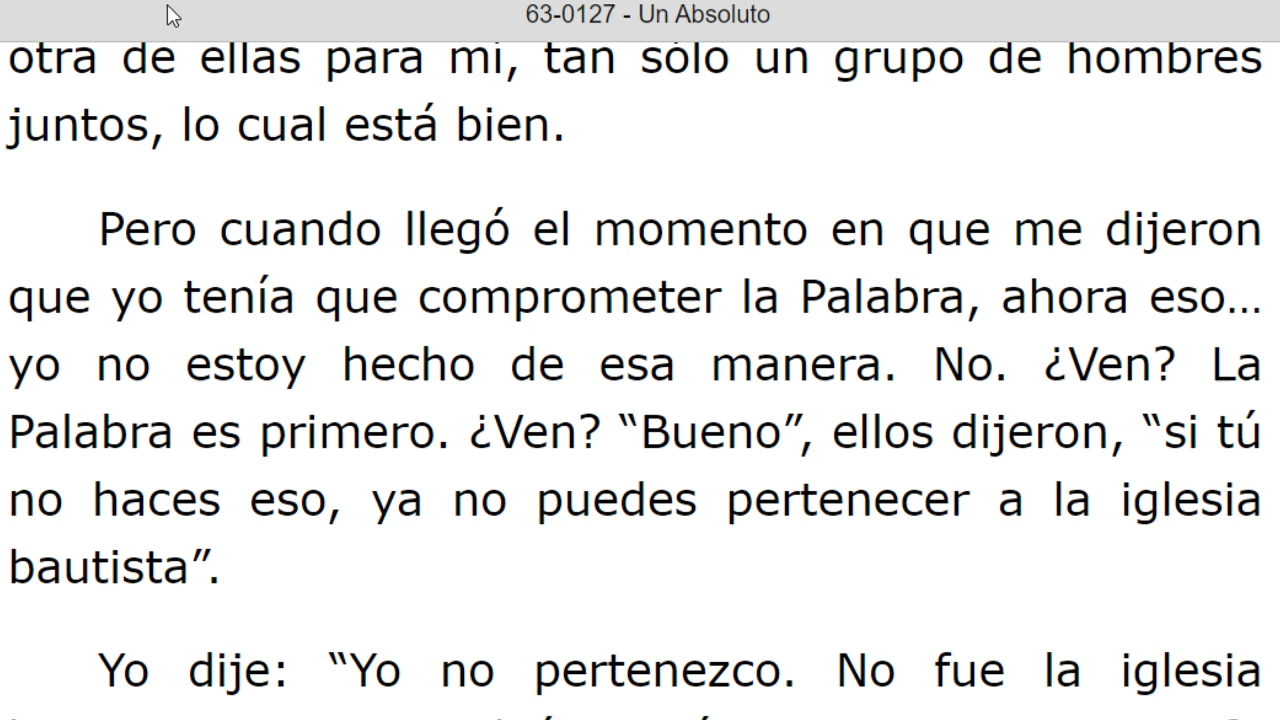 63-0127 - Un Absoluto
otra de ellas para mí, tan sólo un grupo de hombres
juntos, lo cual está bien.
Pero cuando llegó el momento en que me dijeron
que yo tenía que comprometer la Palabra, ahora eso…
yo no estoy hecho de esa manera. No. ¿Ven? La
Palabra es primero. ¿Ven? “Bueno”, ellos dijeron, “si tú
no haces eso, ya no puedes pertenecer a la iglesia
bautista”.
Yo dije: “Yo no pertenezco. No fue la iglesia